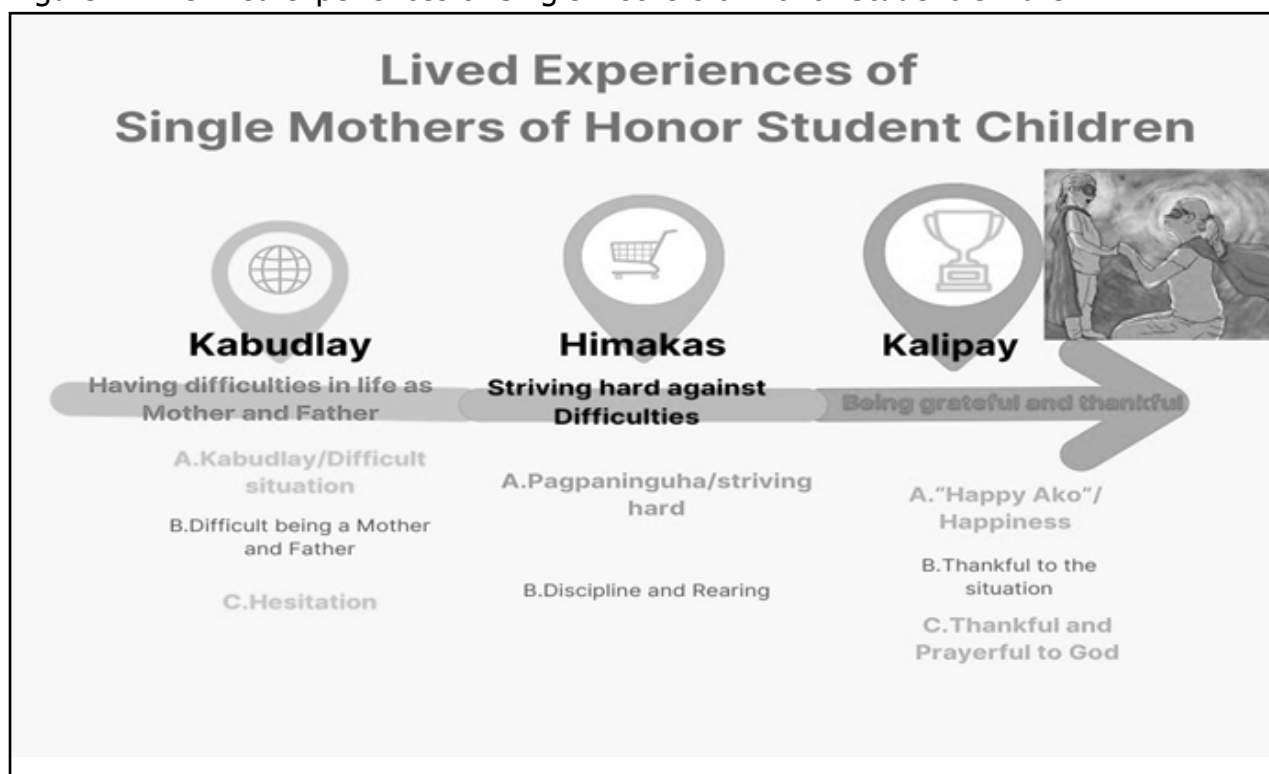 Lived Experiences of
Single Mothers of Honor Student Children
Kabudlay
Having difficulties in life as
Mother and Father
A.Kabudlay/Difficult
situation
B.Difficult being a Mother
and Father
C.Hesitation
Himakas
Striving hard against
Difficulties
A.Pagpaninguha/striving
hard
B.Discipline and Rearing
Kalipay
Being grateful and thankful
A."Happy Ako"/
Happiness
B.Thankful to the
situation
C.Thankful and
Prayerful to God